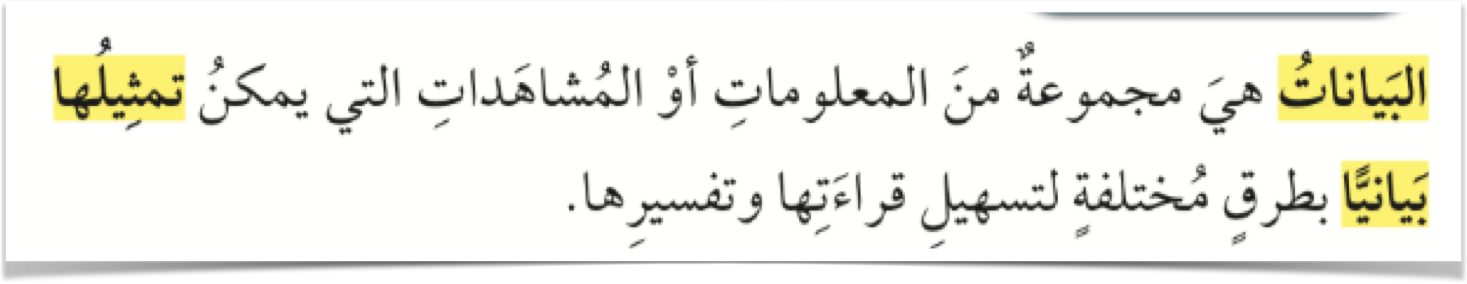 البَياناتُ هيَ مجموعةٌ منَ المعلوماتِ أوْ المُشاهَداتِ التي يمكنُ تمثِيلُها
بَيانيًّا بطرقٍ مُختلفةٍ لتسهيلِ قراءَتِها وتفسيرِها.